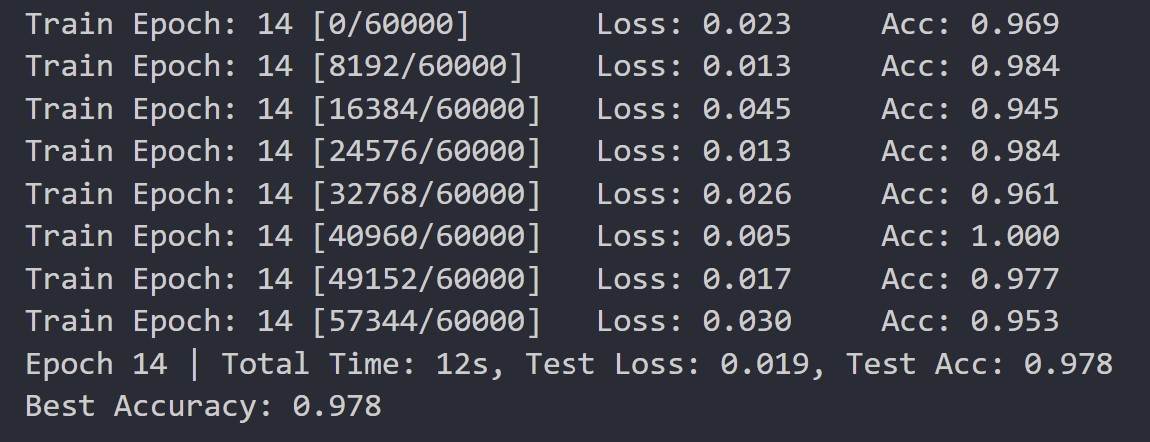 Train Epoch: 14 [0/60000] Loss: 0.023 Acc: 0.969
Train Epoch: 14 [8192/60000] Loss: 0.013 Acc: 0.984
Train Epoch: 14 [16384/60000] Loss: 0.045 Acc: 0.945
Train Epoch: 14 [24576/60000] Loss: 0.013 Acc: 0.984
Train Epoch: 14 [32768/60000] Loss: 0.026 Acc: 0.961
Train Epoch: 14 [40960/60000] Loss: 0.005 Acc: 1.000
Train Epoch: 14 [49152/60000] Loss: 0.017 Acc: 0.977
Train Epoch: 14 [57344/60000] Loss: 0.030 Acc: 0.953
Epoch 14 | Total Time: 12s, Test Loss: 0.019, Test Acc: 0.978
Best Accuracy: 0.978